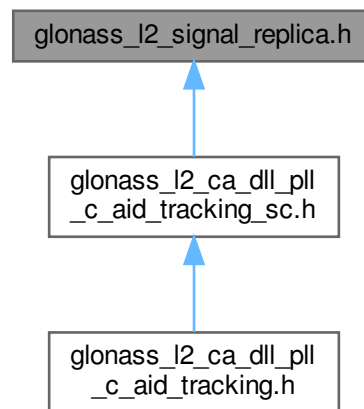 glonass_l2_signal_replica.h
glonass_l2_ca_dll_pll
_c_aid_tracking_sc.h
glonass_l2_ca_dll_pll
_c_aid_tracking.h